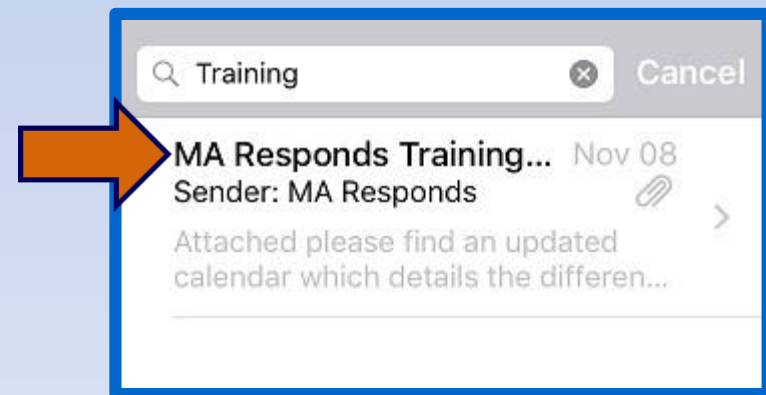 Training Cancel
MA Responds Training... Nov 08
Sender: MA Responds
Attached please find an updated
calendar which details the differen...